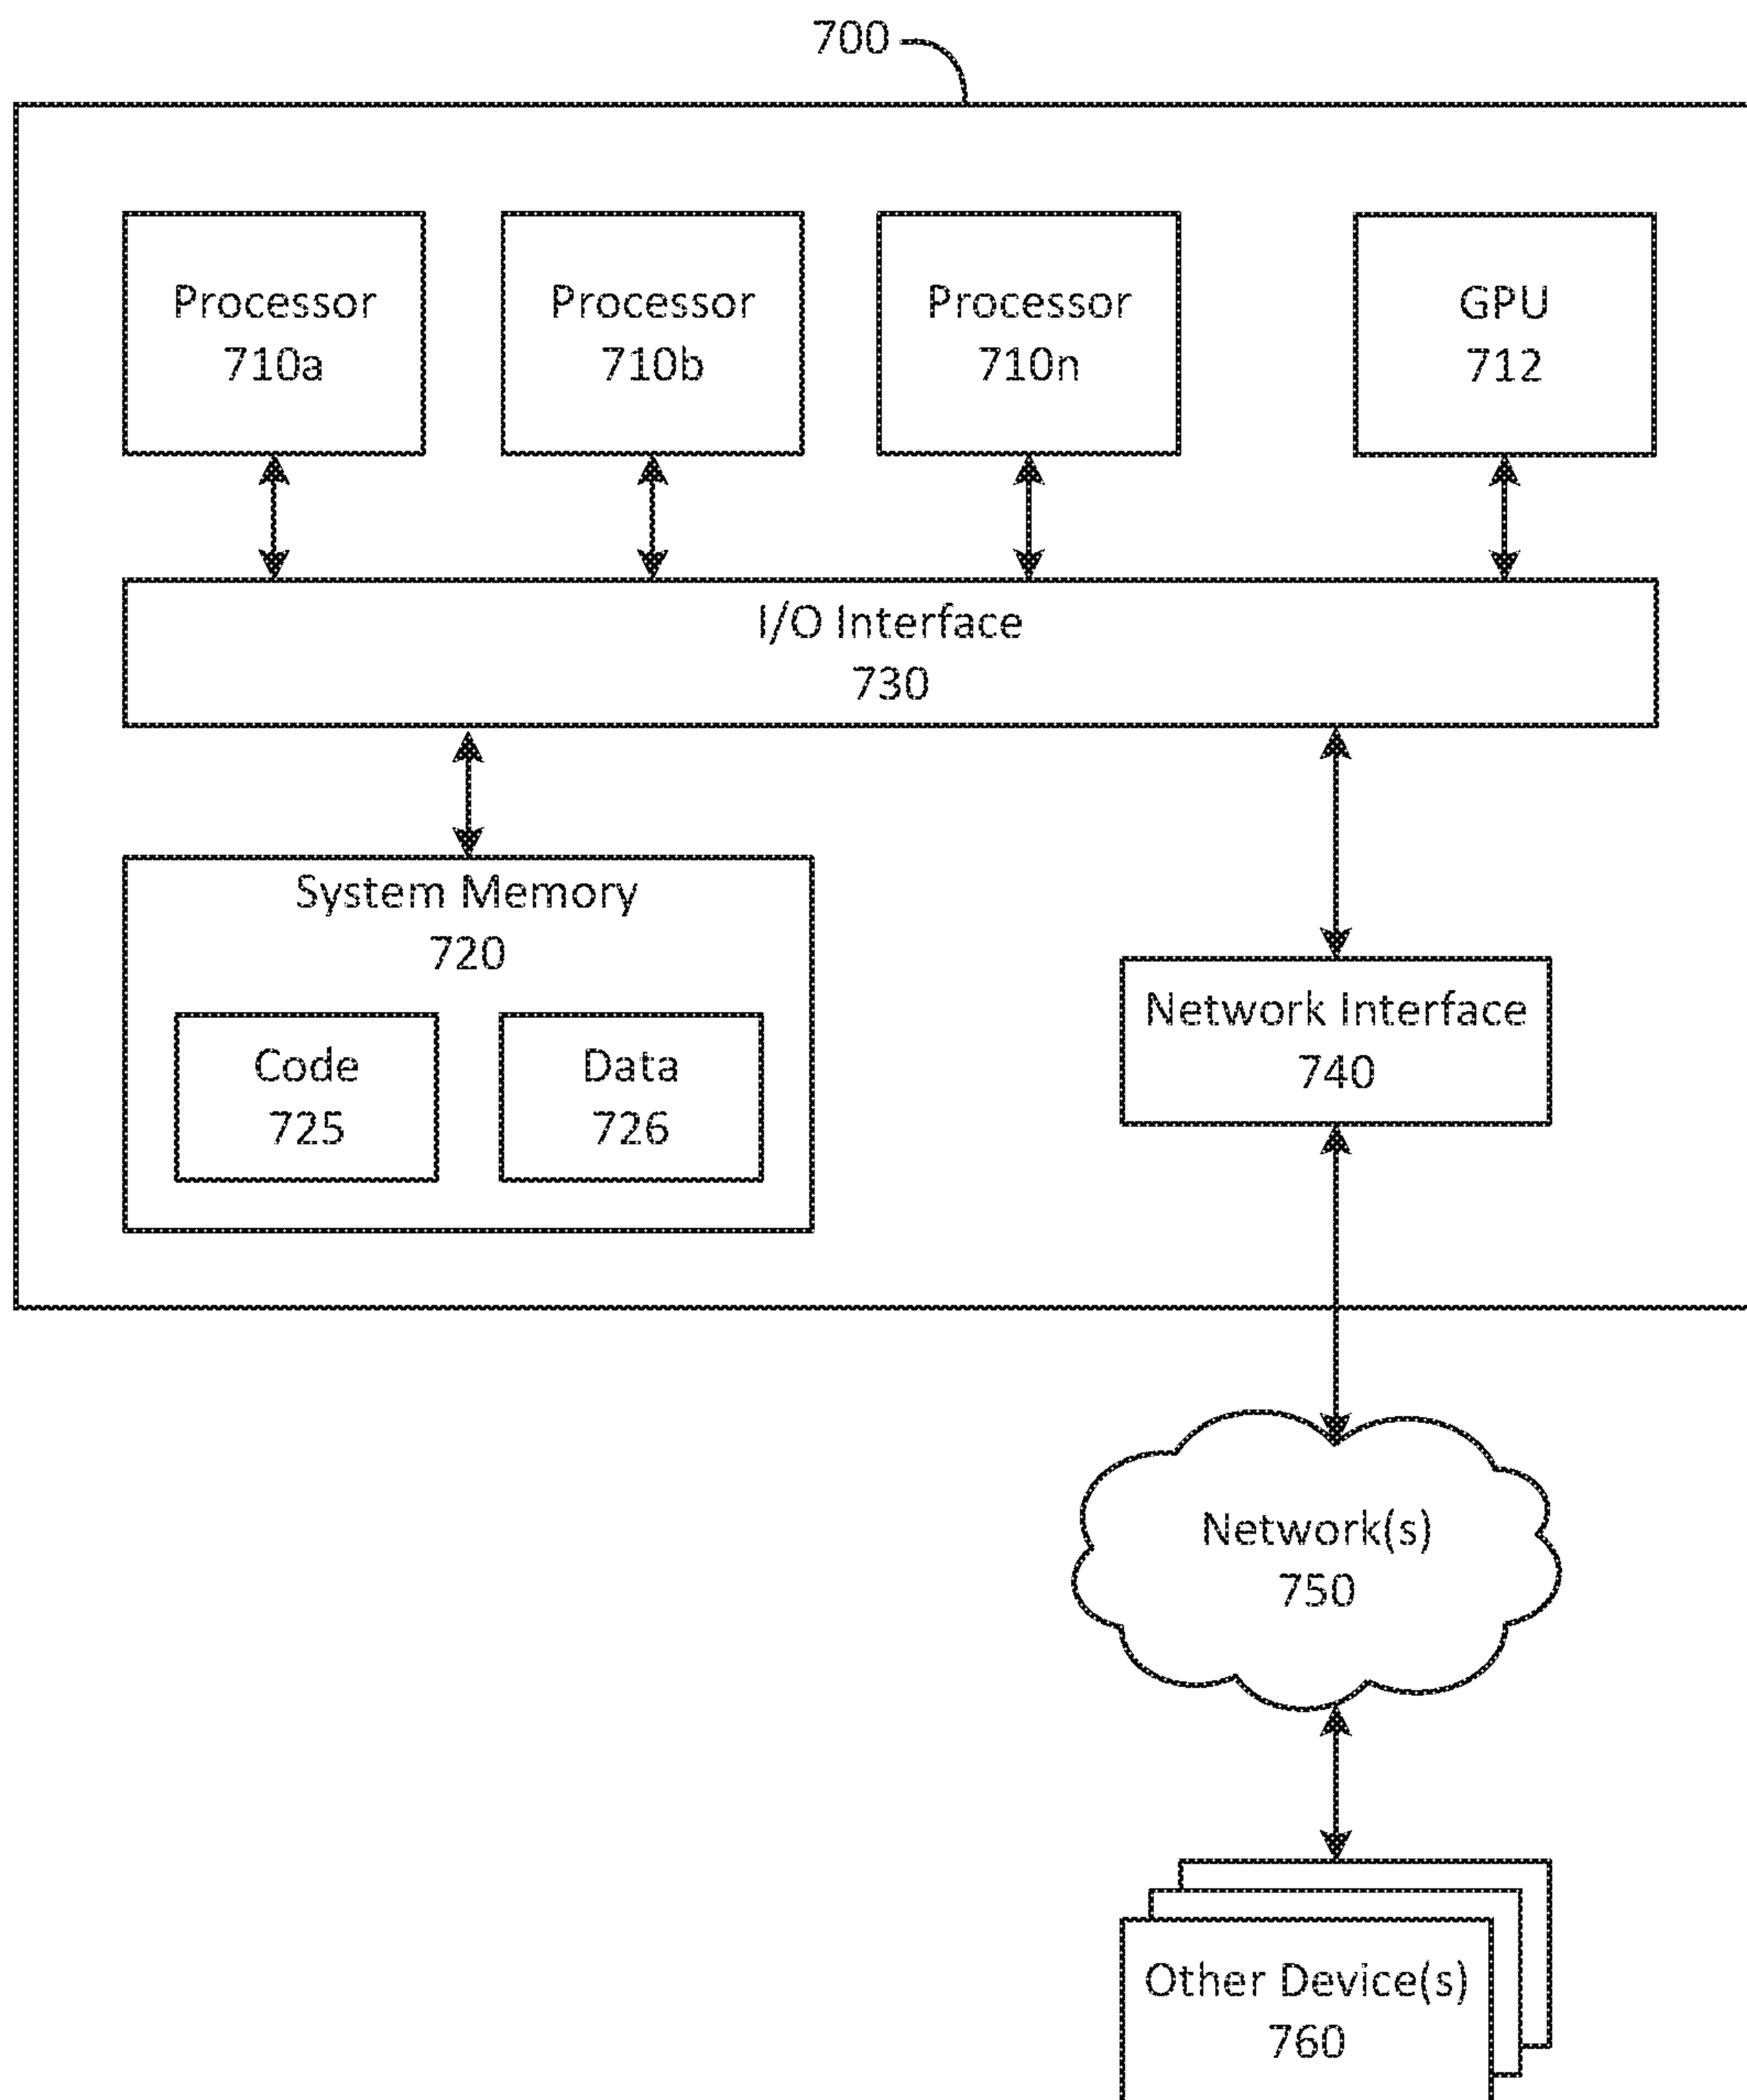 700
Processor
710a
Processor
710b
Processor
710n
GPU
712
I/O Interface
730
System Memory
720
Code
725
Data
726
Network Interface
740
Network(s)
750
Other Device(s)
760